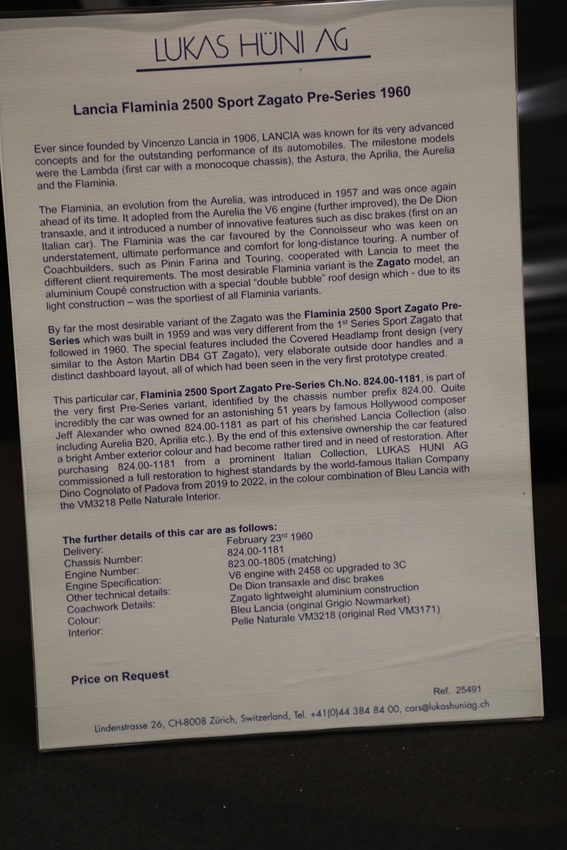 LUKAS HÜNI AG
Lancia Flaminia 2500 Sport Zagato Pre-Series 1960
Ever since founded by Vincenzo Lancia in 1906, LANCIA was known for its very advanced
concepts and for the outstanding performance of its automobiles. The milestone models
were the Lambda (first car with a monocoque chassis), the Astura, the Aprilia, the Aurelia
and the Flaminia.
The Flaminia, an evolution from the Aurelia, was introduced in 1957 and was once again
ahead of its time. It adopted from the Aurelia the V6 engine (further improved), the De Dion
transaxle, and it introduced a number of innovative features such as disc brakes (first on an
Italian car). The Flaminia was the car favoured by the Connoisseur who was keen on
understatement, ultimate performance and comfort for long-distance touring. A number of
Coachbuilders, such as Pinin Farina and Touring, cooperated with Lancia to meet the
different client requirements. The most desirable Flaminia variant is the Zagato model, an
aluminium Coupé construction with a special "double bubble" roof design which - due to its
light construction – was the sportiest of all Flaminia variants.
By far the most desirable variant of the Zagato was the Flaminia 2500 Sport Zagato Pre-
Series which was built in 1959 and was very different from the 1st Series Sport Zagato that
followed in 1960. The special features included the Covered Headlamp front design (very
similar to the Aston Martin DB4 GT Zagato), very elaborate outside door handles and a
distinct dashboard layout, all of which had been seen in the very first prototype created.
This particular car, Flaminia 2500 Sport Zagato Pre-Series Ch.No. 824.00-1181, is part of
the very first Pre-Series variant, identified by the chassis number prefix 824.00. Quite
incredibly the car was owned for an astonishing 51 years by famous Hollywood composer
Jeff Alexander who owned 824.00-1181 as part of his cherished Lancia Collection (also
including Aurelia B20, Aprilia etc.). By the end of this extensive ownership the car featured
a bright Amber exterior colour and had become rather tired and in need of restoration. After
purchasing 824.00-1181 from a prominent Italian Collection, LUKAS HUNI AG
commissioned a full restoration to highest standards by the world-famous Italian Company
Dino Cognolato of Padova from 2019 to 2022, in the colour combination of Bleu Lancia with
the VM3218 Pelle Naturale Interior.
The further details of this car are as follows:
Delivery: February 23rd 1960
Chassis Number: 824.00-1181
Engine Number: 823.00-1805 (matching)
Engine Specification: V6 engine with 2458 cc upgraded to 3C
Other technical details: De Dion transaxle and disc brakes
Coachwork Details: Zagato lightweight aluminium construction
Colour: Bleu Lancia (original Grigio Newmarket)
Interior: Pelle Naturale VM3218 (original Red VM3171)
Price on Request
Ref. 25491
Lindenstrasse 26, CH-8008 Zürich, Switzerland, Tel. +41(0)44 384 84 00, cars@lukashuniag.ch